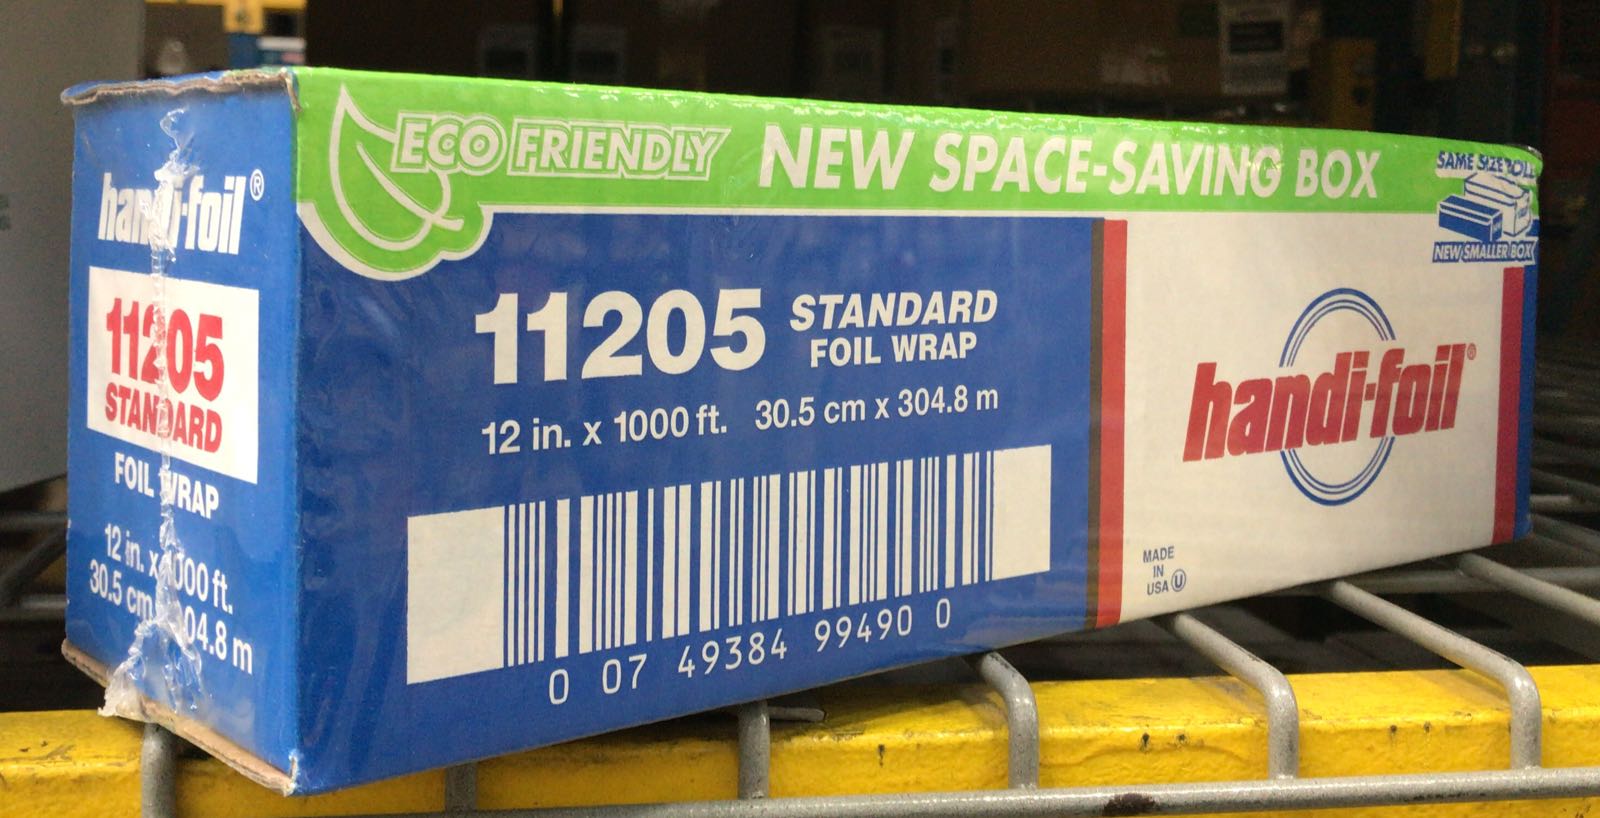 handi-foil®
11205
STANDARD
FOIL WRAP
12 in. x 1000 ft.
30.5 cm x 304.8 m
ECO FRIENDLY NEW SPACE-SAVING BOX
SAME SIZE ROLL
NEW SMALLER BOX
11205 STANDARD
FOIL WRAP
12 in. x 1000 ft. 30.5 cm x 304.8 m
0 07 49384 99490 0
handi-foil®
MADE
IN
USA U